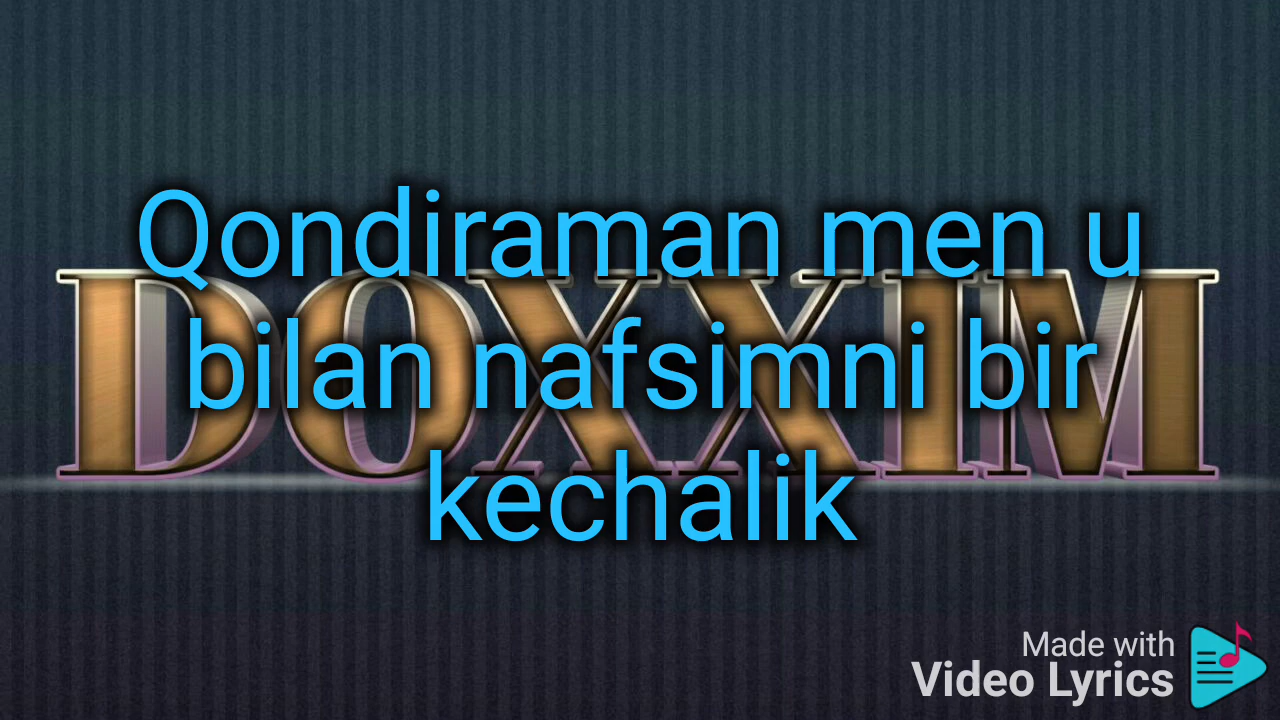 Qondiraman men u
DOXXIM
bilan nafsimni bir
kechalik
Made with
Video Lyrics